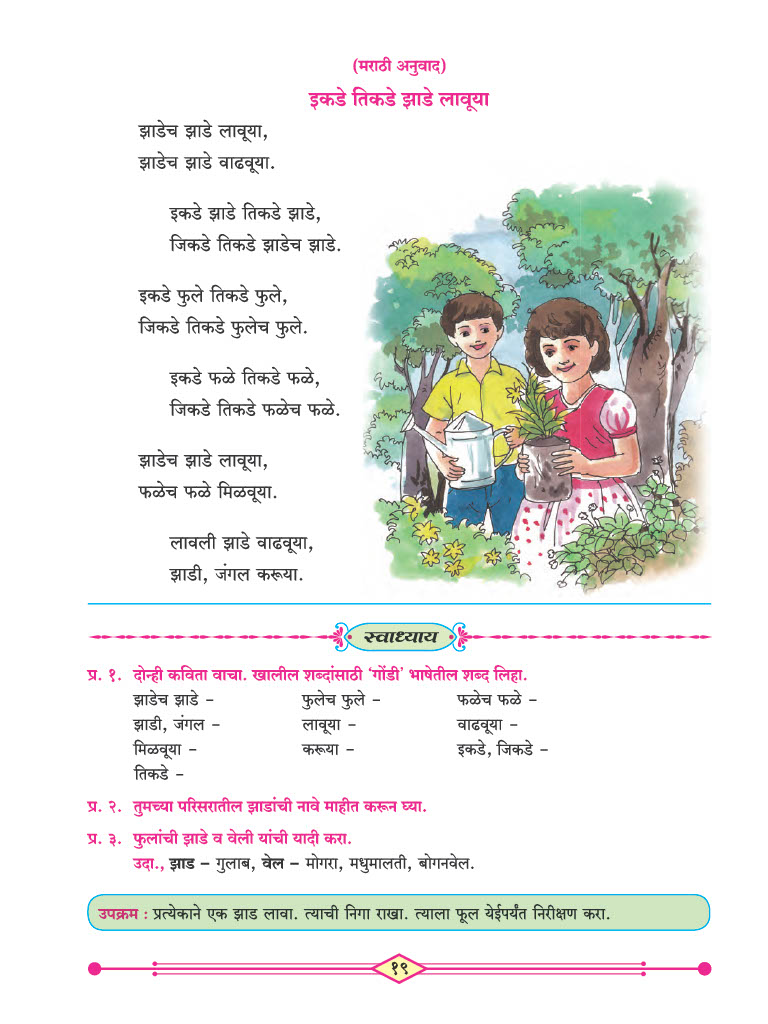 (मराठी अनुवाद)
इकडे तिकडे झाडे लावूया
झाडेच झाडे लावूया,
झाडेच झाडे वाढवूया.
इकडे झाडे तिकडे झाडे,
जिकडे तिकडे झाडेच झाडे.
इकडे फुले तिकडे फुले,
जिकडे तिकडे फुलेच फुले.
इकडे फळे तिकडे फळे,
जिकडे तिकडे फळेच फळे.
झाडेच झाडे लावूया,
फळेच फळे मिळवूया.
लावली झाडे वाढवूया,
झाडी, जंगल करूया.
स्वाध्याय
प्र. १. दोन्ही कविता वाचा. खालील शब्दांसाठी ‘गोंडी’ भाषेतील शब्द लिहा.
झाडेच झाडे – फुलेच फुले – फळेच फळे –
झाडी, जंगल – लावूया – वाढवूया –
मिळवूया – करूया – इकडे, जिकडे –
तिकडे –
प्र. २. तुमच्या परिसरातील झाडांची नावे माहीत करून घ्या.
प्र. ३. फुलांची झाडे व वेली यांची यादी करा.
उदा., झाड – गुलाब, वेल – मोगरा, मधुमालती, बोगनवेल.
उपक्रम : प्रत्येकाने एक झाड लावा. त्याची निगा राखा. त्याला फूल येईपर्यंत निरीक्षण करा.
१९